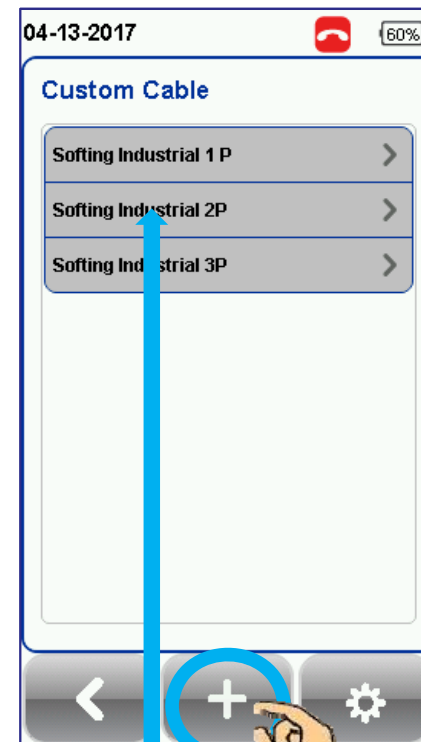 04-13-2017
60%
Custom Cable
Softing Industrial 1 P
Softing Industrial 2P
Softing Industrial 3P